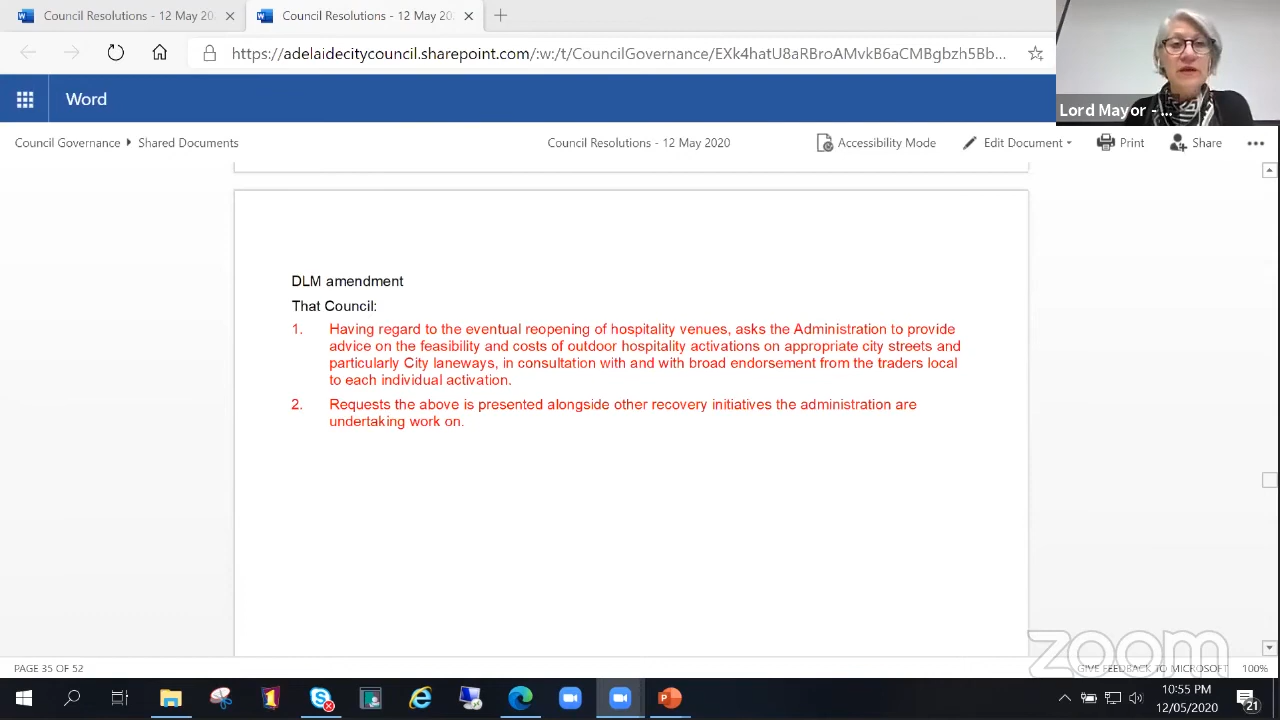 Council Resolutions - 12 May 20
Council Resolutions - 12 May 202
https://adelaidecitycouncil.sharepoint.com/:w:/t/CouncilGovernance/EXk4hatU8aRBroAMvkB6aCMBgbzh5Bb...
Lord Mayor - ...
Word
Council Governance
Shared Documents
Council Resolutions - 12 May 2020
Accessibility Mode
Edit Document
Print
Share
DLM amendment
That Council:
1. Having regard to the eventual reopening of hospitality venues, asks the Administration to provide
advice on the feasibility and costs of outdoor hospitality activations on appropriate city streets and
particularly City laneways, in consultation with and with broad endorsement from the traders local
to each individual activation.
2. Requests the above is presented alongside other recovery initiatives the administration are
undertaking work on.
zoom
PAGE 35 OF 52
GIVE FEEDBACK TO MICROSOFT
100%
10:55 PM
12/05/2020
21